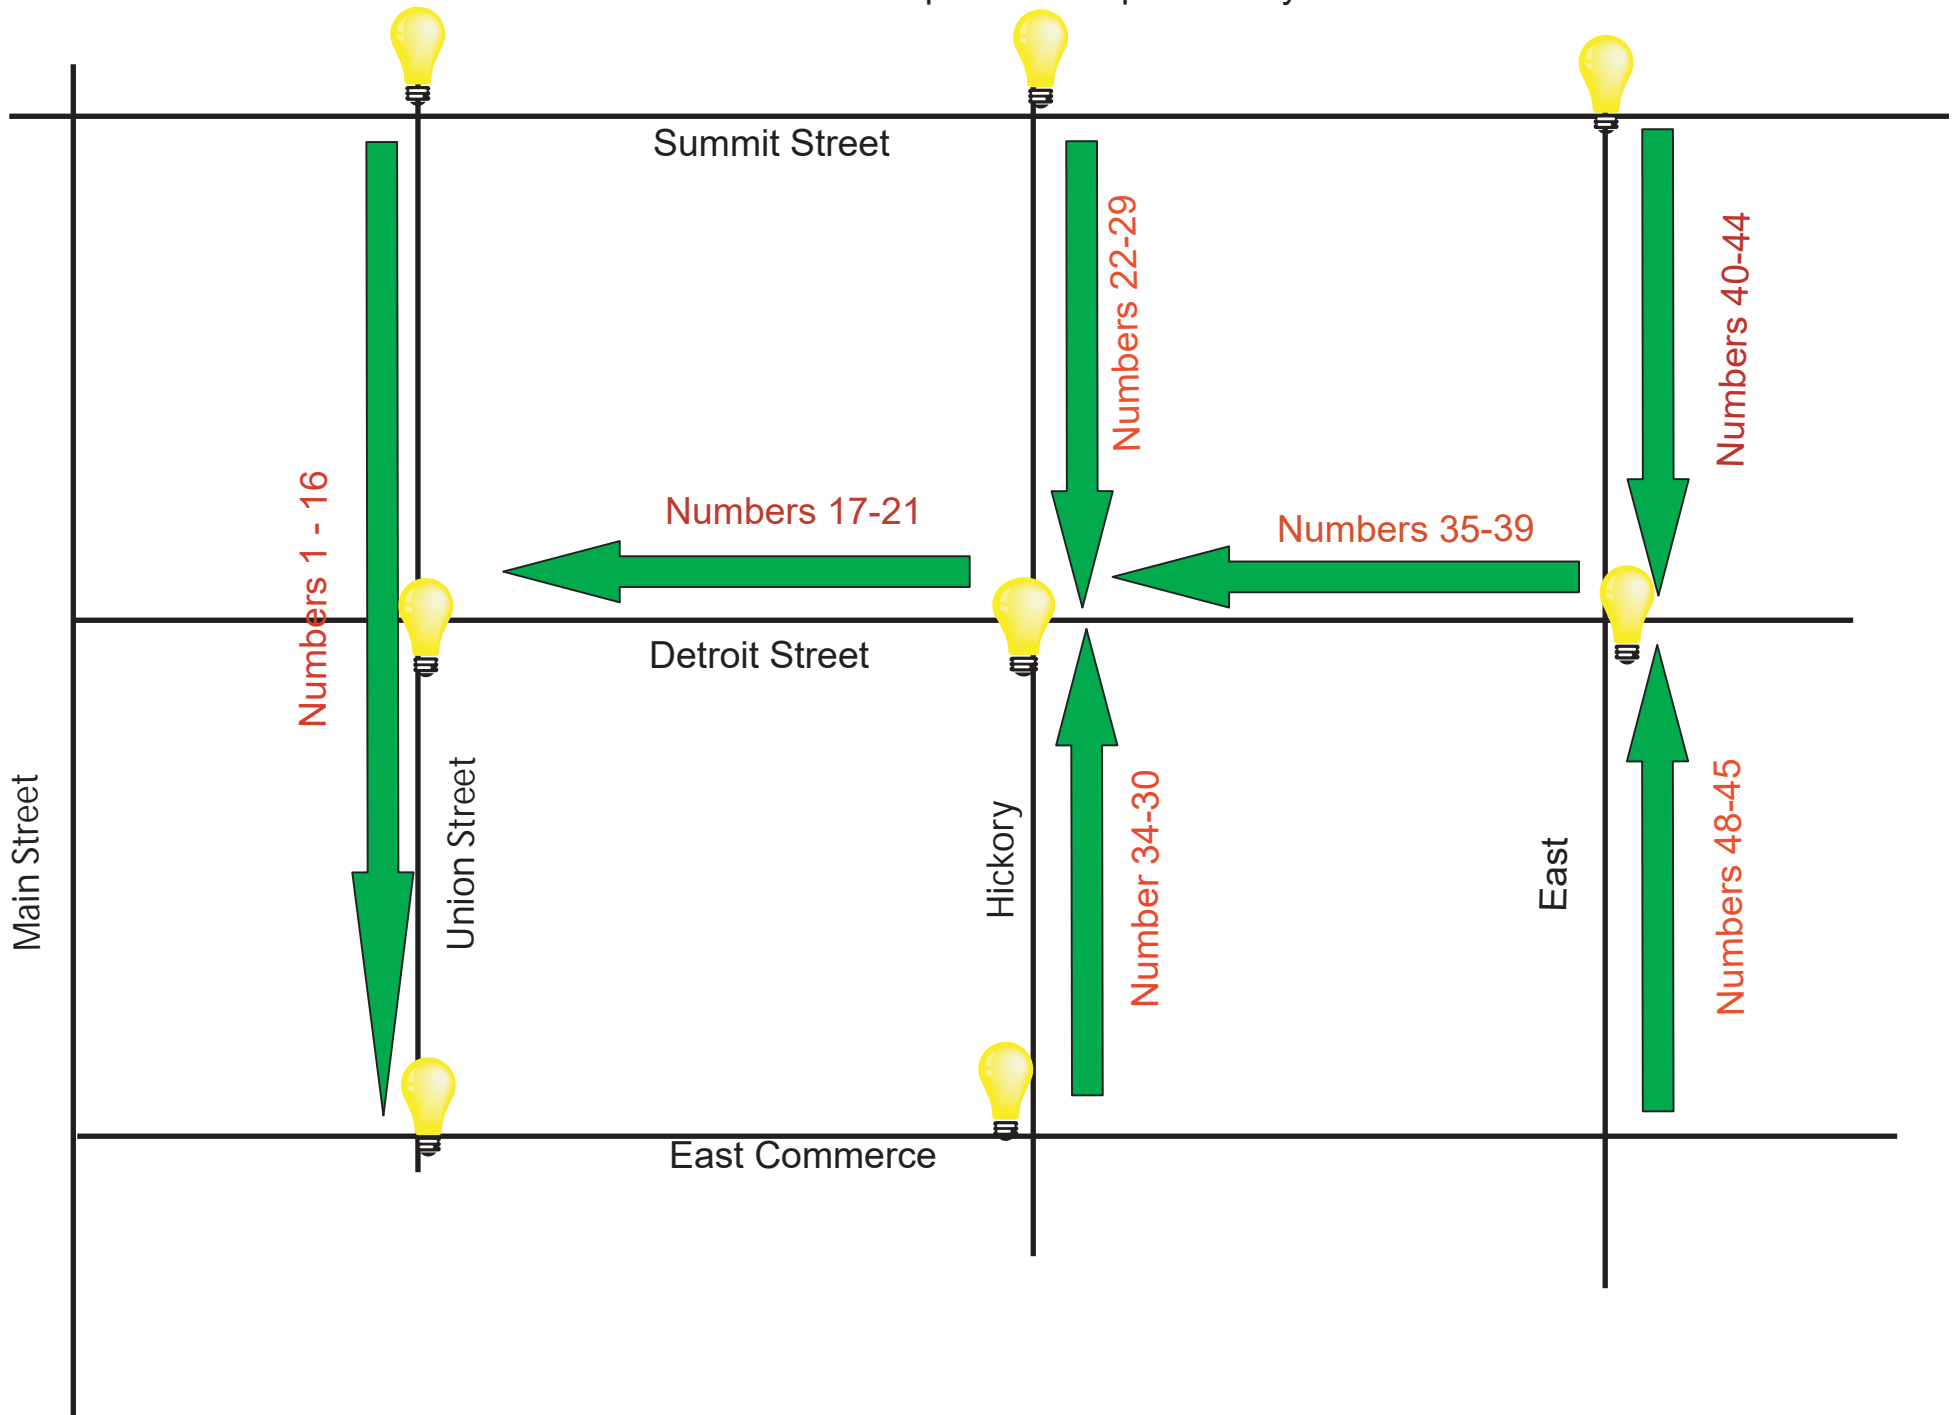 Summit Street
Numbers 22-29
Numbers 40-44
Numbers 1 - 16
Numbers 17-21
Numbers 35-39
Detroit Street
Main Street
Union Street
Hickory
Number 34-30
East
Numbers 48-45
East Commerce